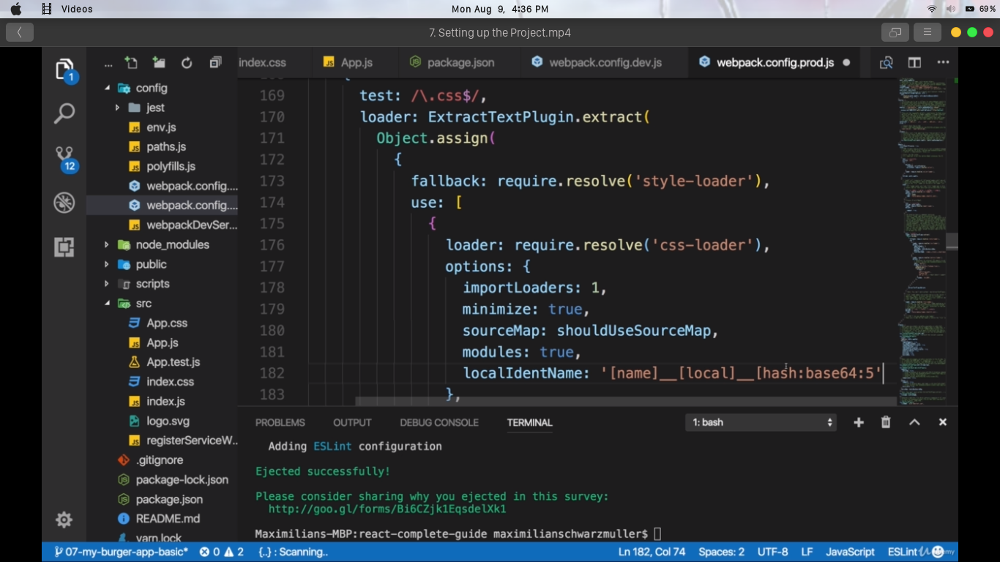 Videos
Mon Aug 9, 4:36 PM
69%
7. Setting up the Project.mp4
1
12
...
config
jest
env.js
paths.js
polyfills.js
webpack.config....
webpack.config....
webpackDevSer...
node_modules
public
scripts
src
App.css
App.js
App.test.js
index.css
index.js
logo.svg
registerServiceW...
.gitignore
package-lock.json
package.json
README.md
yarn.lock
index.css
App.js
package.json
webpack.config.dev.js
webpack.config.prod.js
169 test: /\.css$/,
170 loader: ExtractTextPlugin.extract(
171 Object.assign(
172 {
173 fallback: require.resolve('style-loader'),
174 use: [
175 {
176 loader: require.resolve('css-loader'),
177 options: {
178 importLoaders: 1,
179 minimize: true,
180 sourceMap: shouldUseSourceMap,
181 modules: true,
182 localIdentName: '[name]__[local]__[hash:base64:5'
183 },
PROBLEMS OUTPUT DEBUG CONSOLE TERMINAL
1: bash
Adding ESLint configuration
Ejected successfully!
Please consider sharing why you ejected in this survey:
http://goo.gl/forms/Bi6CZjk1EqsdelXk1
Maximilians-MBP:react-complete-guide maximilianschwarzmuller$
07-my-burger-app-basic* 0 2 {..} : Scanning..
Ln 182, Col 74 Spaces: 2 UTF-8 LF JavaScript ESLint